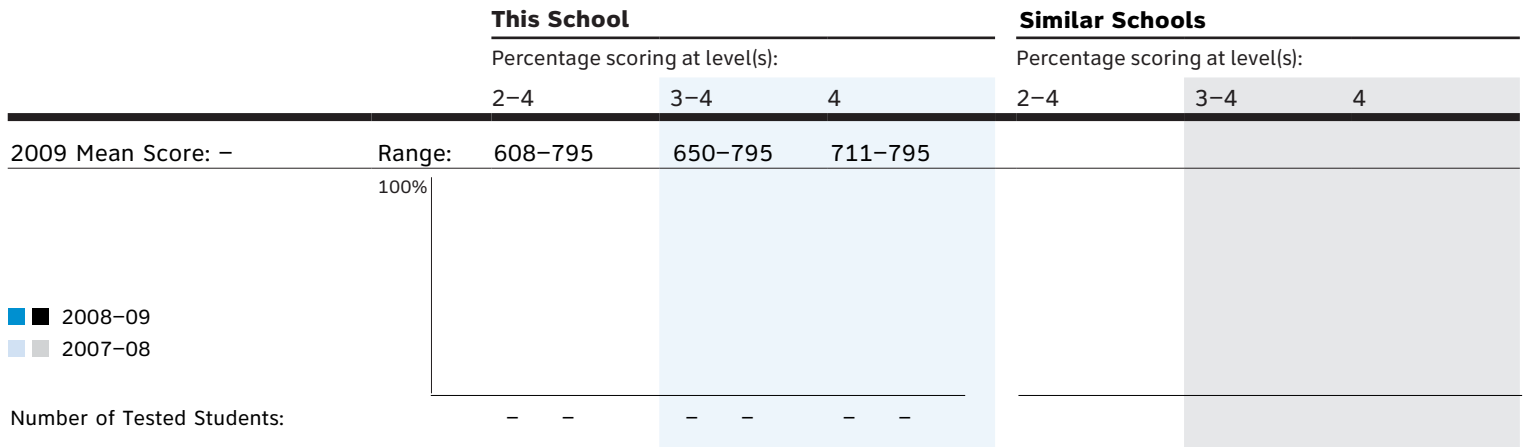 This School Similar Schools
Percentage scoring at level(s): Percentage scoring at level(s):
2–4 3–4 4 2–4 3–4 4
2009 Mean Score: – Range: 608–795 650–795 711–795
100%
2008–09
2007–08
Number of Tested Students: – – – – – –